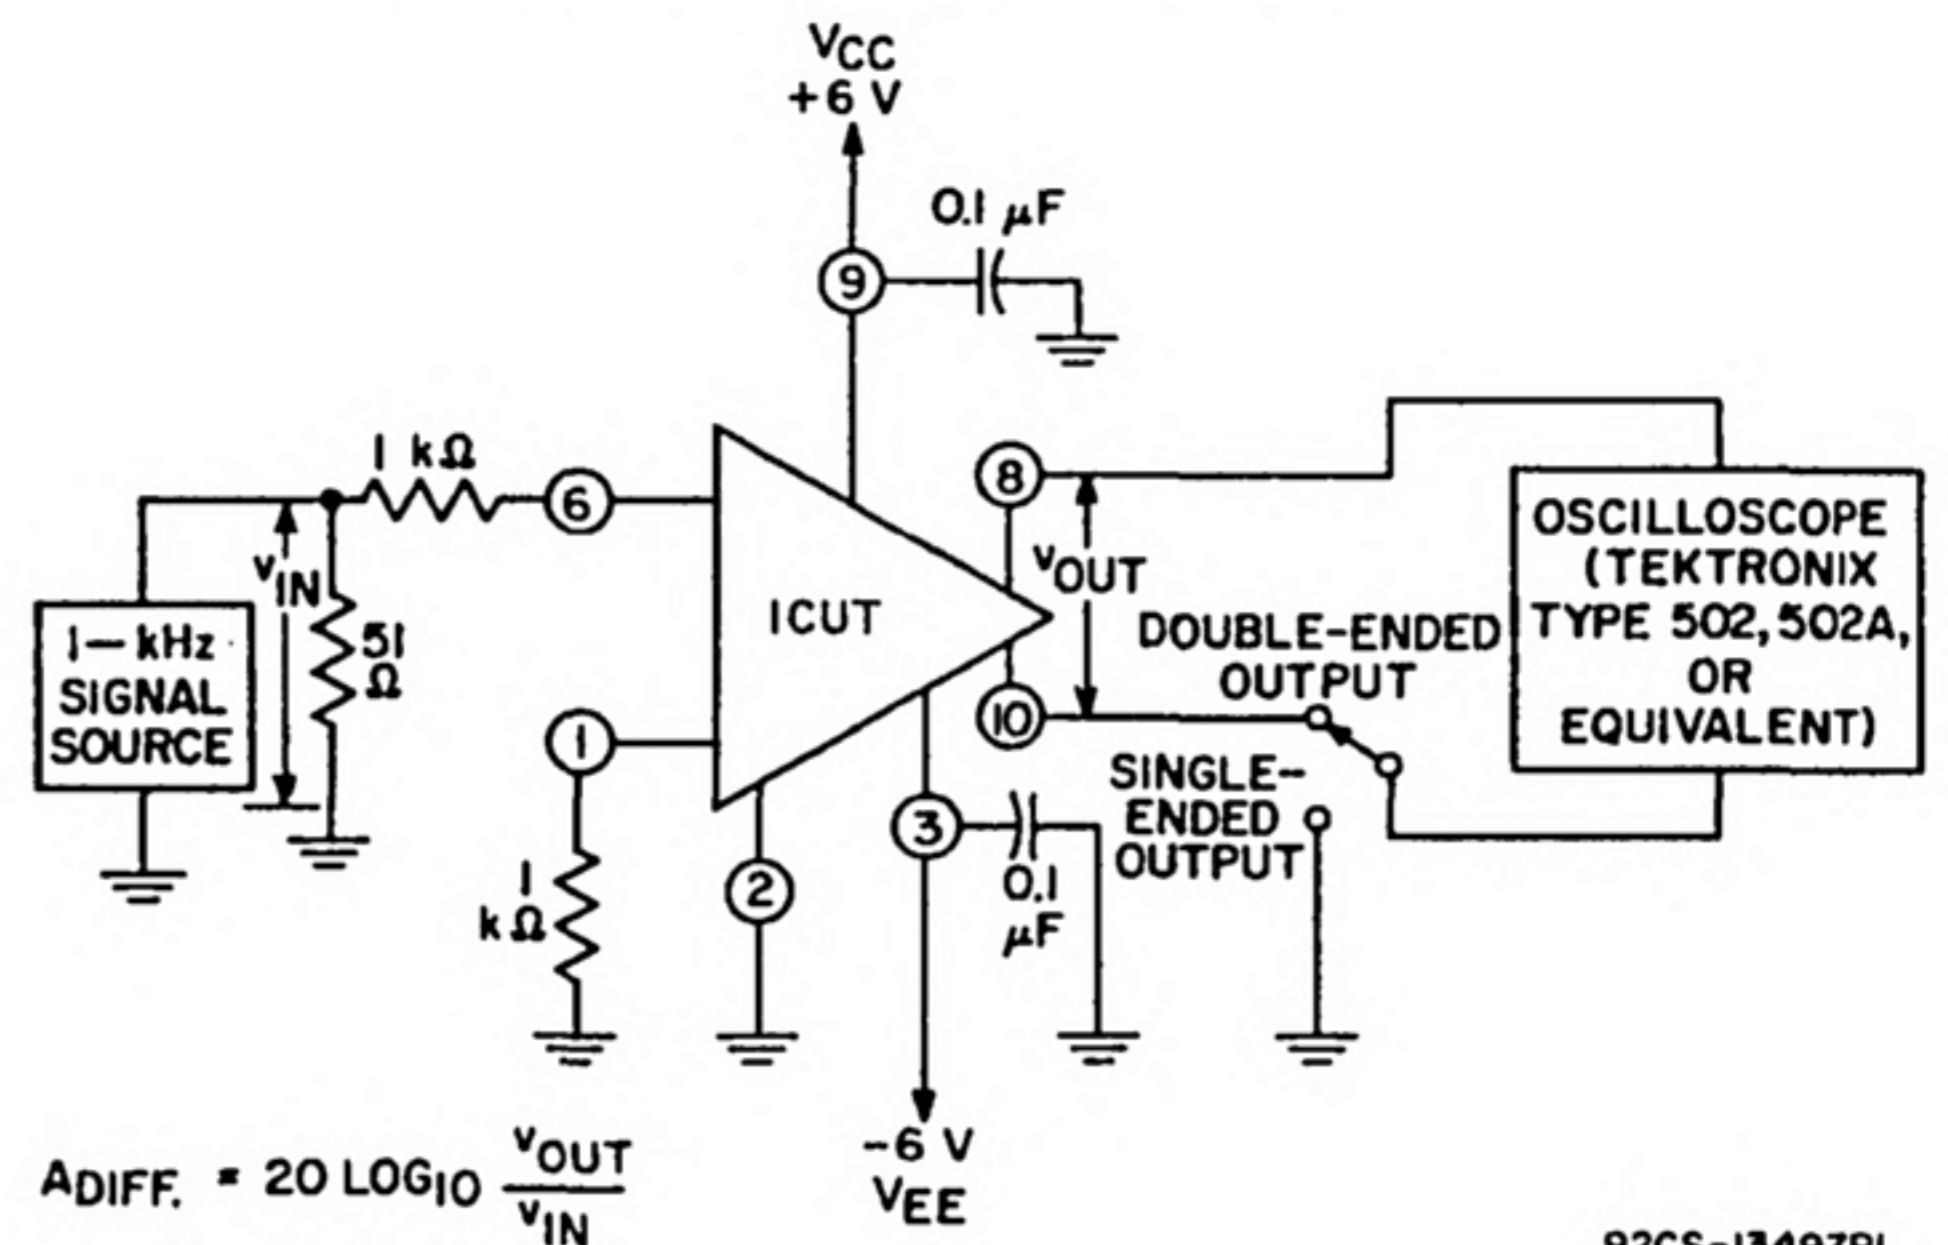 VCC
+6 V
0.1 µF
9
1 kΩ
6
8
vIN
51
Ω
1-kHz
SIGNAL
SOURCE
ICUT
vOUT
DOUBLE-ENDED
OUTPUT
OSCILLOSCOPE
(TEKTRONIX
TYPE 502, 502A,
OR
EQUIVALENT)
1
10
SINGLE-
ENDED
OUTPUT
3
0.1
µF
2
1
kΩ
-6 V
VEE
ADIFF. = 20 LOG10 vOUT
vIN